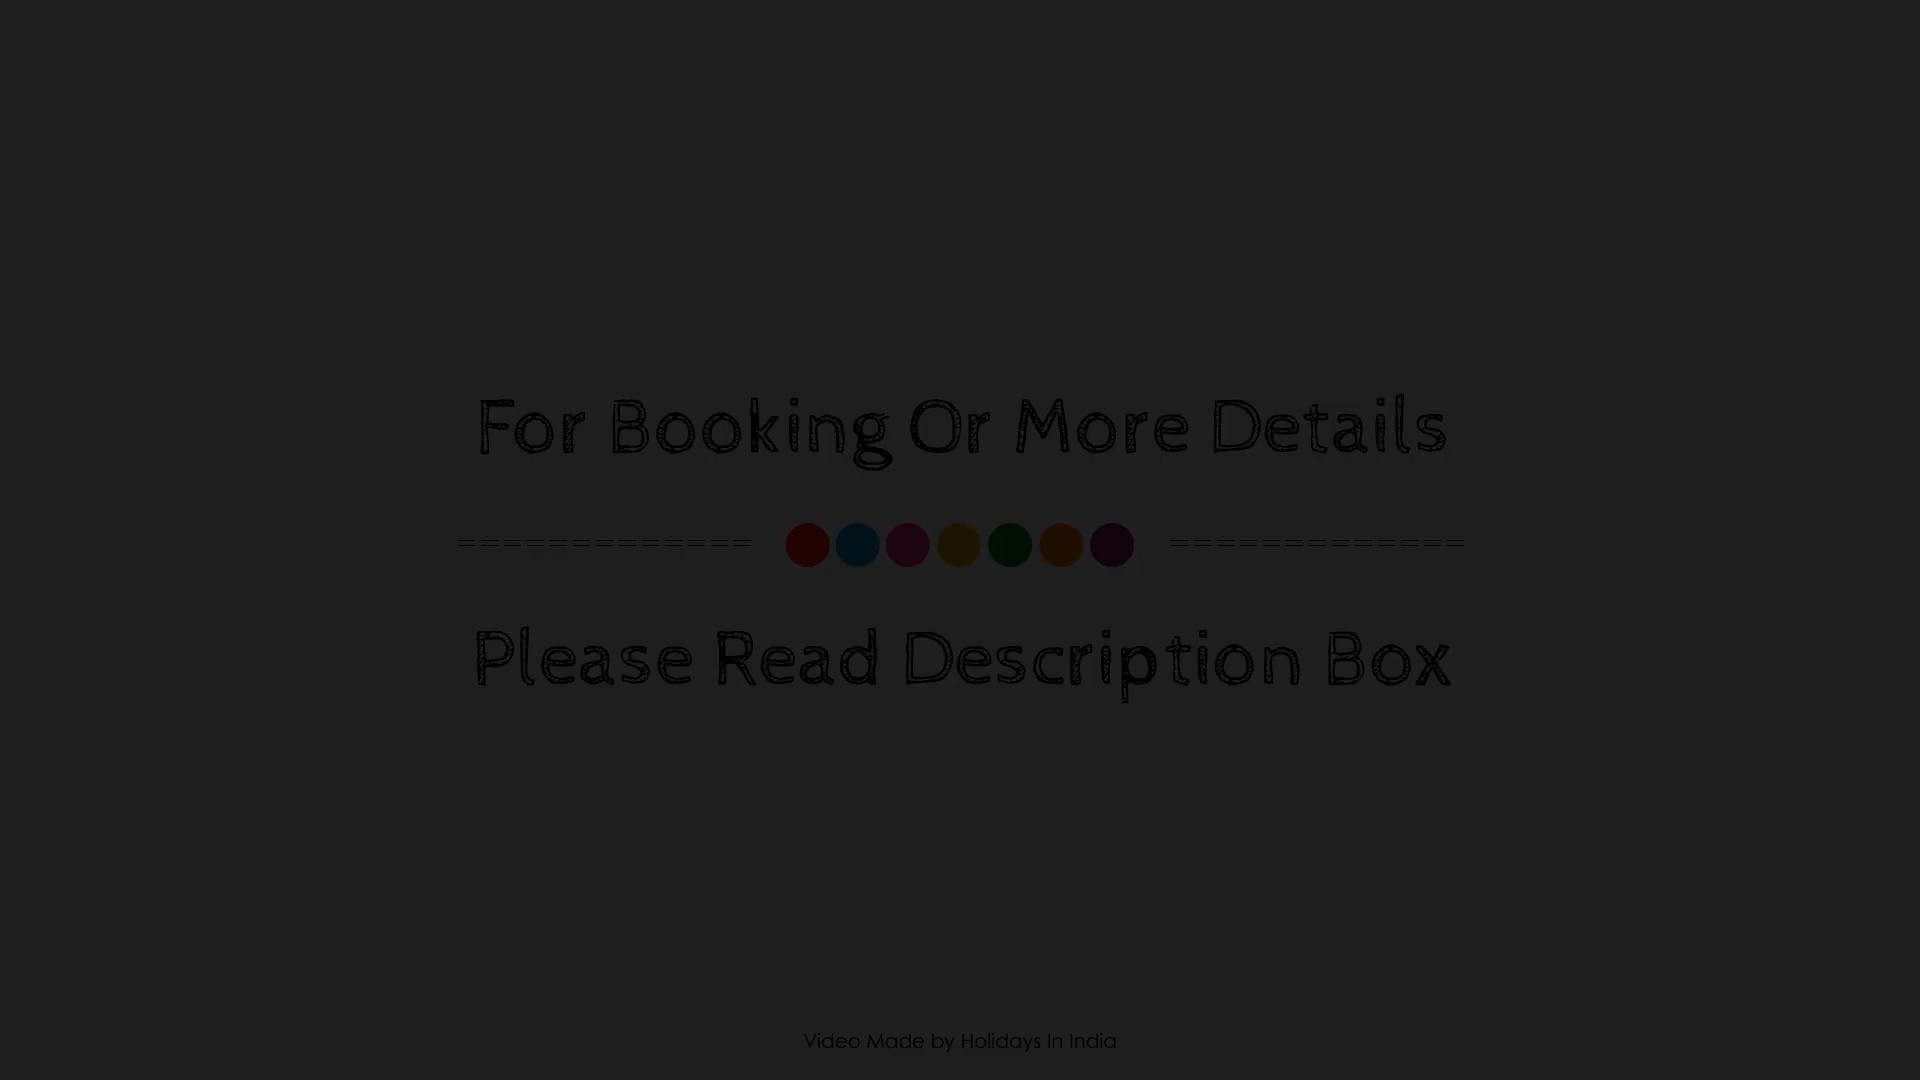 For Booking Or More Details
============= =============
Please Read Description Box
Video Made by Holidays In India